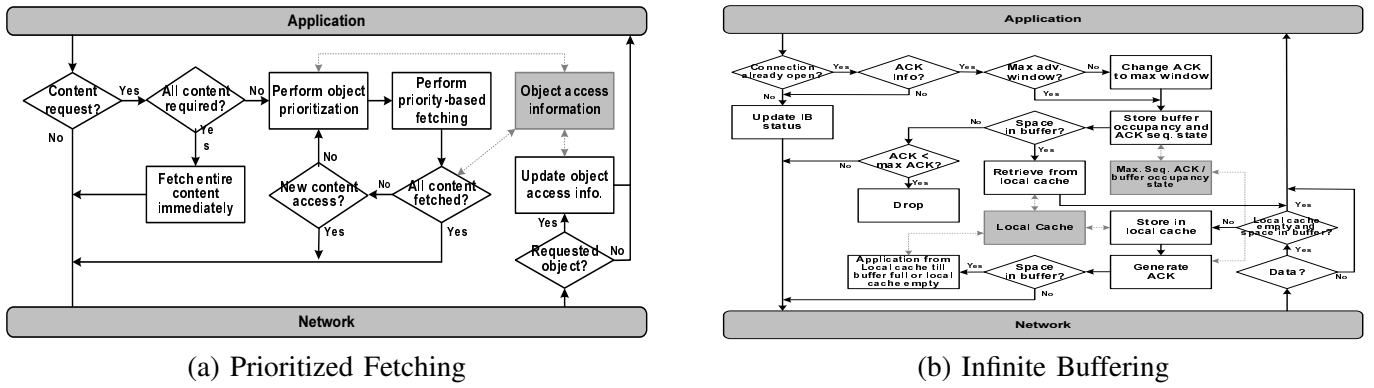 Application
Content
request?
Yes
All content
required?
No
Perform object
prioritization
Perform
priority-based
fetching
Object access
information
No
Ye
s
Fetch entire
content
immediately
No
New content
access?
No
All content
fetched?
Update object
access info.
Yes
Yes
Yes
Requested
object?
No
Network
(a) Prioritized Fetching
Application
Connection
already open?
Yes
ACK
Info?
Yes
Max adv.
window?
No
Change ACK
to max window
No
No
Yes
Update IB
status
No
Space
in buffer?
Store buffer
occupancy and
ACK seq. state
No
ACK <
max ACK?
Yes
Retrieve from
local cache
Max. Seq. ACK /
buffer occupancy
state
Yes
Drop
Yes
Local Cache
Store in
local cache
No
Local cache
empty and
space in buffer?
Application from
Local cache till
buffer full or local
cache empty
Yes
Space
in buffer?
Generate
ACK
Yes
Data?
No
No
Network
(b) Infinite Buffering